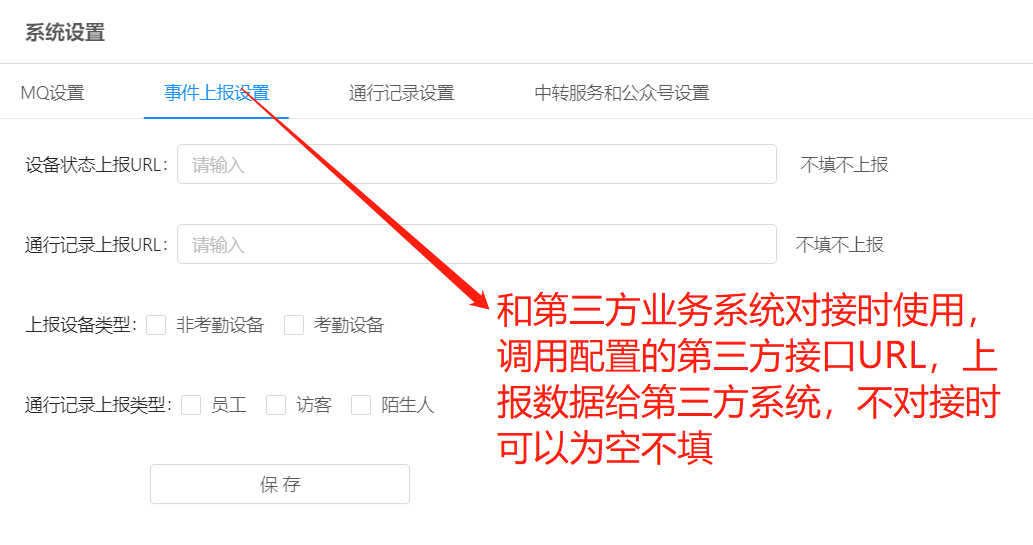 系统设置
MQ设置 事件上报设置 通行记录设置 中转服务和公众号设置
设备状态上报URL: 请输入 不填不上报
通行记录上报URL: 请输入 不填不上报
上报设备类型: 非考勤设备 考勤设备
和第三方业务系统对接时使用，
调用配置的第三方接口URL，上
报数据给第三方系统，不对接时
可以为空不填
通行记录上报类型: 员工 访客 陌生人
保 存